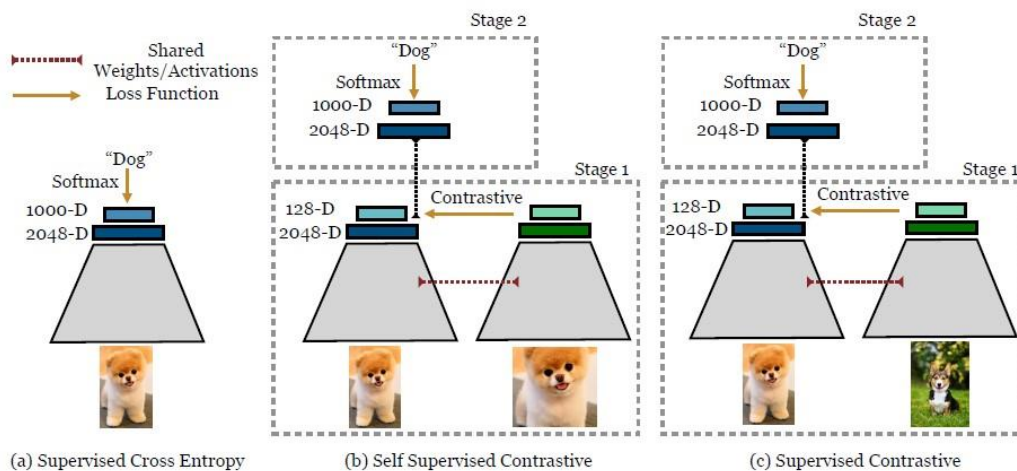 Shared
Weights/Activations
Loss Function
“Dog”
Softmax
1000-D
2048-D
(a) Supervised Cross Entropy
Stage 2
“Dog”
Softmax
1000-D
2048-D
Stage 1
Contrastive
128-D
2048-D
(b) Self Supervised Contrastive
Stage 2
“Dog”
Softmax
1000-D
2048-D
Stage 1
Contrastive
128-D
2048-D
(c) Supervised Contrastive